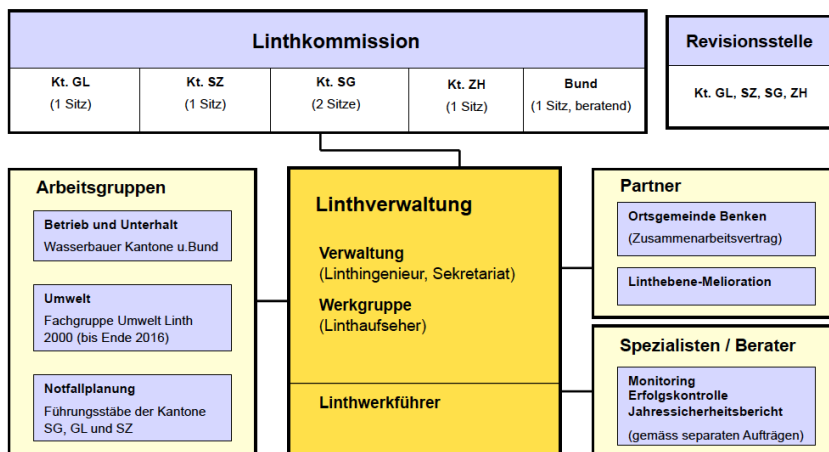 Linthkommission
Kt. GL
(1 Sitz)
Kt. SZ
(1 Sitz)
Kt. SG
(2 Sitze)
Kt. ZH
(1 Sitz)
Bund
(1 Sitz, beratend)
Revisionsstelle
Kt. GL, SZ, SG, ZH
Arbeitsgruppen
Betrieb und Unterhalt
Wasserbauer Kantone u.Bund
Umwelt
Fachgruppe Umwelt Linth
2000 (bis Ende 2016)
Notfallplanung
Führungsstäbe der Kantone
SG, GL und SZ
Linthverwaltung
Verwaltung
(Linthingenieur, Sekretariat)
Werkgruppe
(Linthaufseher)
Linthwerkführer
Partner
Ortsgemeinde Benken
(Zusammenarbeitsvertrag)
Linthebene-Melioration
Spezialisten / Berater
Monitoring
Erfolgskontrolle
Jahressicherheitsbericht
(gemäss separaten Aufträgen)